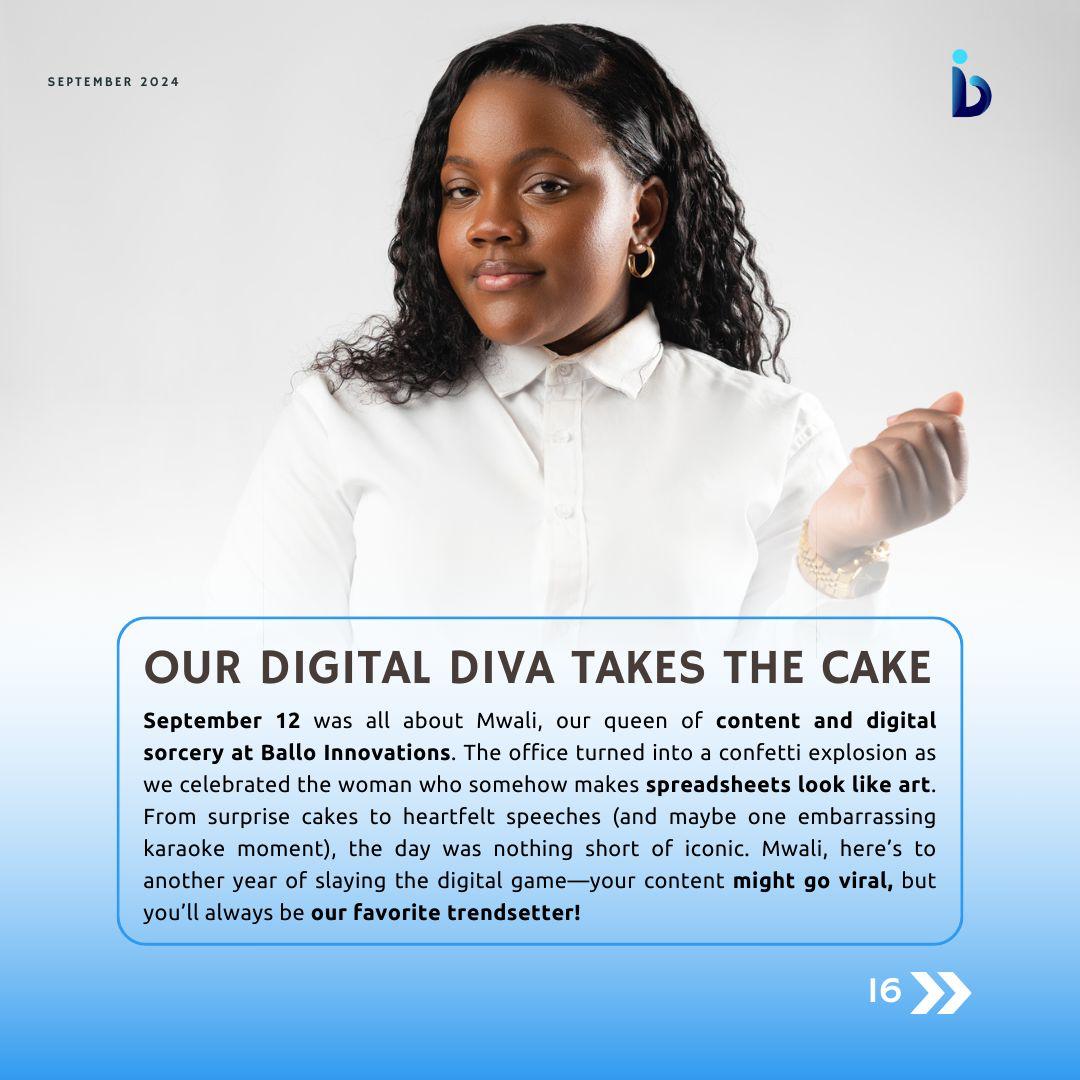 SEPTEMBER 2024
OUR DIGITAL DIVA TAKES THE CAKE
September 12 was all about Mwali, our queen of content and digital
sorcery at Ballo Innovations. The office turned into a confetti explosion as
we celebrated the woman who somehow makes spreadsheets look like art.
From surprise cakes to heartfelt speeches (and maybe one embarrassing
karaoke moment), the day was nothing short of iconic. Mwali, here’s to
another year of slaying the digital game—your content might go viral, but
you’ll always be our favorite trendsetter!
16